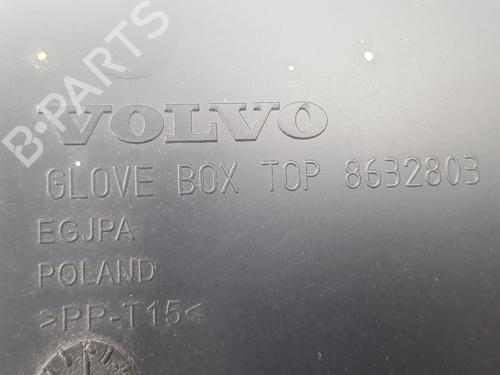 B-PARTS
VOLVO
GLOVE BOX TOP 8632803
EGJPA
POLAND
>PP-T15<